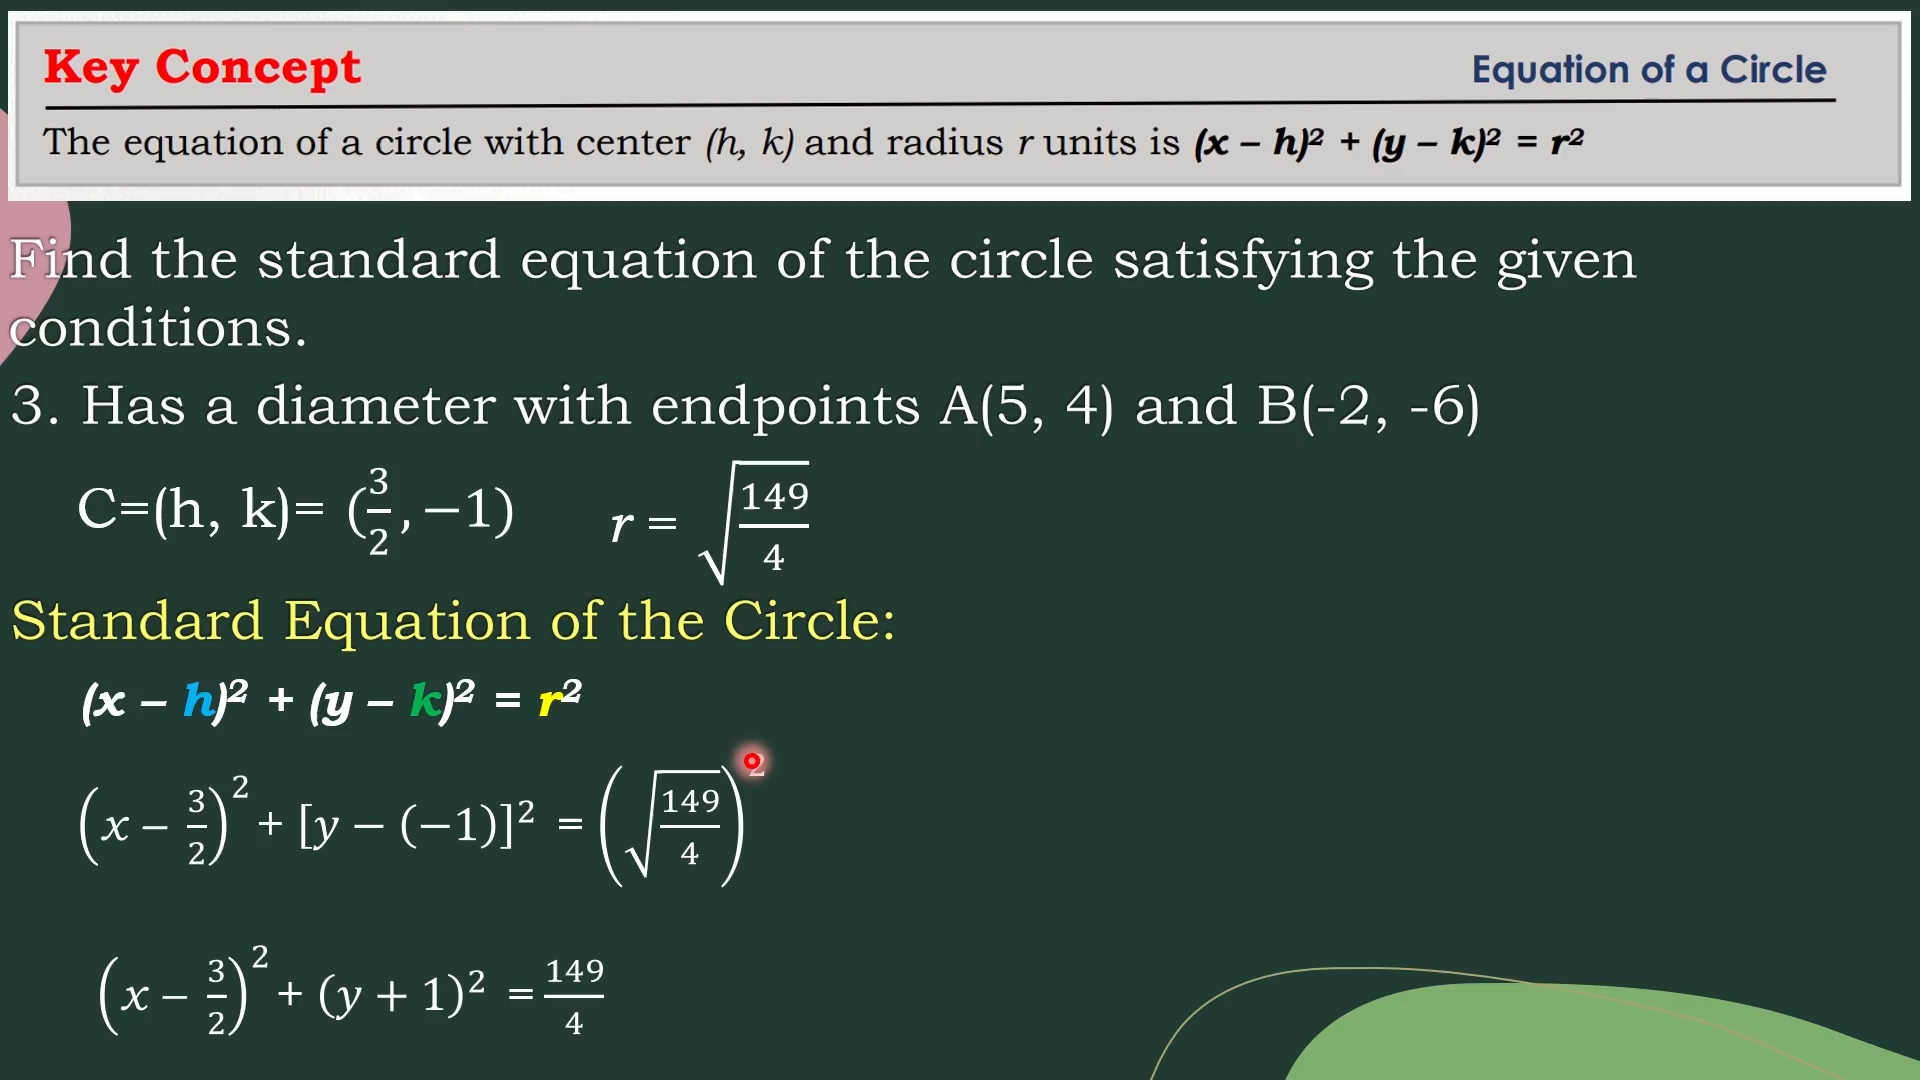 Key Concept
Equation of a Circle
The equation of a circle with center (h, k) and radius r units is (x – h)² + (y – k)² = r²
Find the standard equation of the circle satisfying the given
conditions.
3. Has a diameter with endpoints A(5, 4) and B(-2, -6)
C=(h, k)= (3/2, −1) r = √(149/4)
Standard Equation of the Circle:
(x – h)² + (y – k)² = r²
(x − 3/2)² + [y − (−1)]² = (√(149/4))²
(x − 3/2)² + (y + 1)² = 149/4